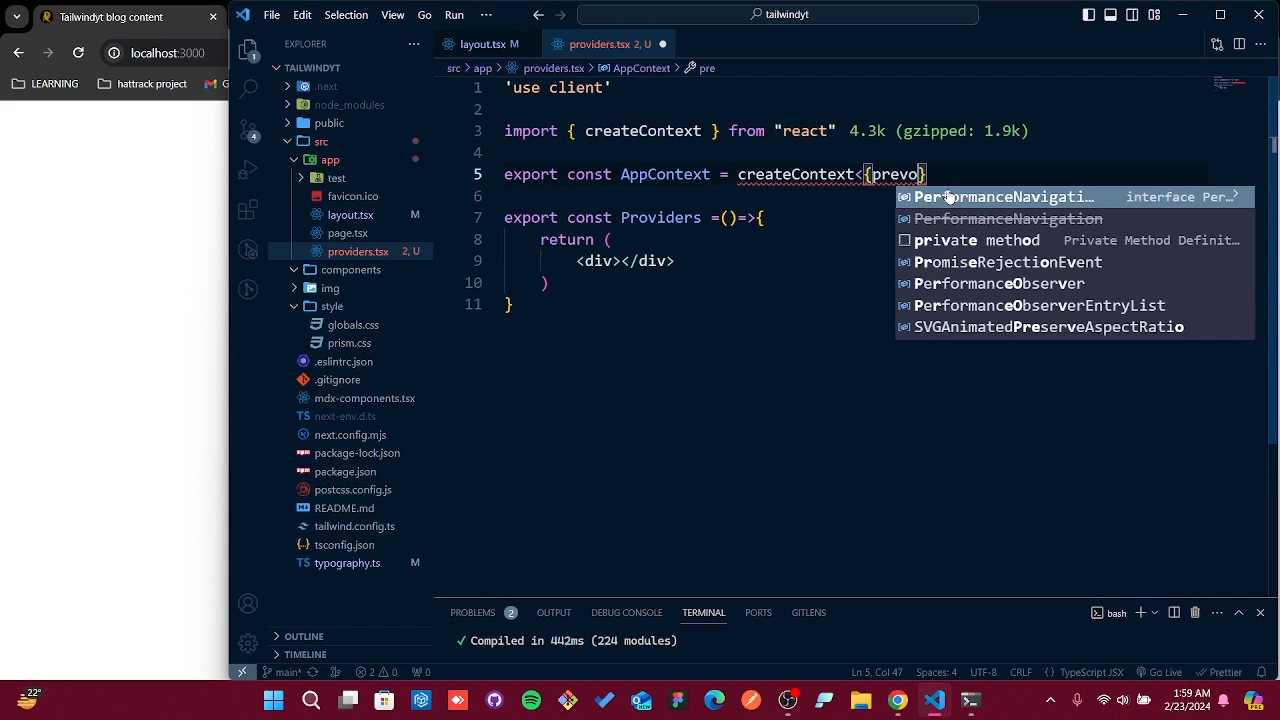 Tailwindyt blog content
File Edit Selection View Go Run
tailwindyt
localhost:3000
LEARNING hattrack project G
EXPLORER
TAILWINDYT
.next
node_modules
public
src
app
test
favicon.ico
layout.tsx M
page.tsx
providers.tsx 2, U
components
img
style
globals.css
prism.css
.eslintrc.json
.gitignore
mdx-components.tsx
next-env.d.ts
next.config.mjs
package-lock.json
package.json
postcss.config.js
README.md
tailwind.config.ts
tsconfig.json
typography.ts M
OUTLINE
TIMELINE
4
layout.tsx M providers.tsx 2, U
src > app > providers.tsx > AppContext > pre
1 'use client'
2
3 import { createContext } from "react" 4.3k (gzipped: 1.9k)
4
5 export const AppContext = createContext<{prevo}
6
7 export const Providers =()=>{
8 return (
9 <div></div>
10 )
11 }
PerformanceNavigati… interface Per…
PerformanceNavigation
private method Private Method Definit…
PromiseRejectionEvent
PerformanceObserver
PerformanceObserverEntryList
SVGAnimatedPreserveAspectRatio
PROBLEMS 2 OUTPUT DEBUG CONSOLE TERMINAL PORTS GITLENS bash
✓ Compiled in 442ms (224 modules)
main* 2 0 0 Ln 5, Col 47 Spaces: 4 UTF-8 CRLF {} TypeScript JSX Go Live Prettier
22° 1:59 AM
2/23/2024